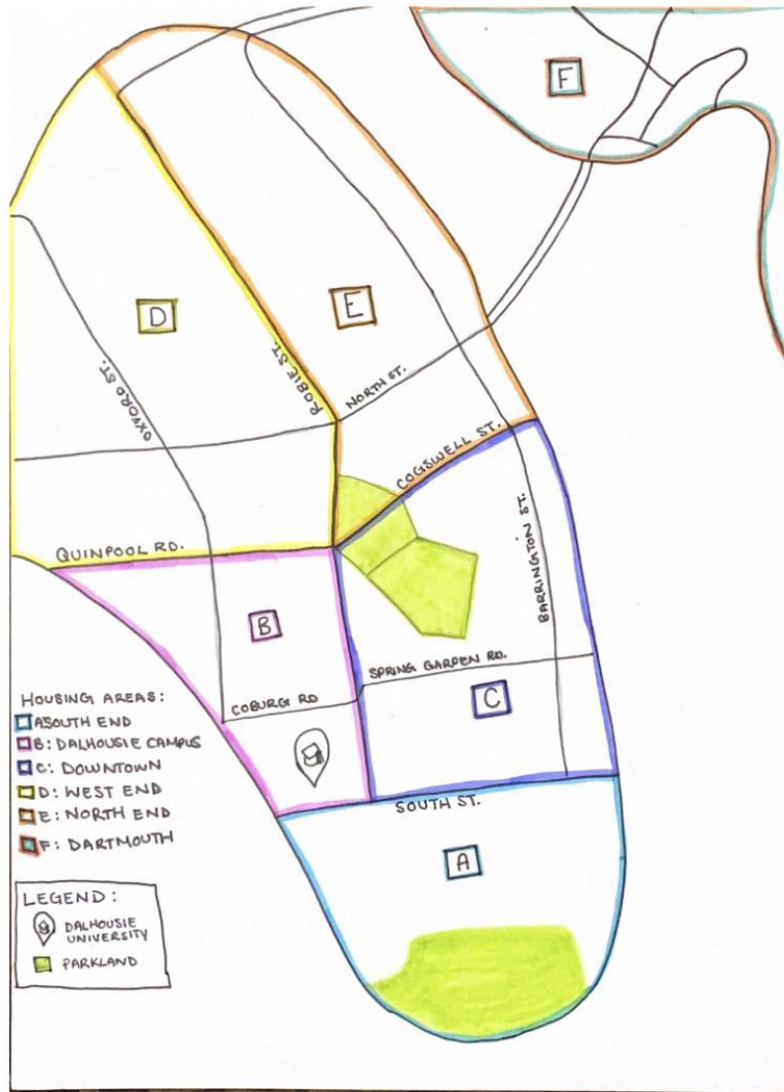 F
D
E
OXFORD ST.
ROBIE ST.
NORTH ST.
COGSWELL ST.
BARRINGTON ST.
QUINPOOL RD.
B
SPRING GARDEN RD.
COBURG RD
C
SOUTH ST.
A
HOUSING AREAS:
A SOUTH END
B: DALHOUSIE CAMPUS
C: DOWNTOWN
D: WEST END
E: NORTH END
F: DARTMOUTH
LEGEND:
DALHOUSIE
UNIVERSITY
PARKLAND